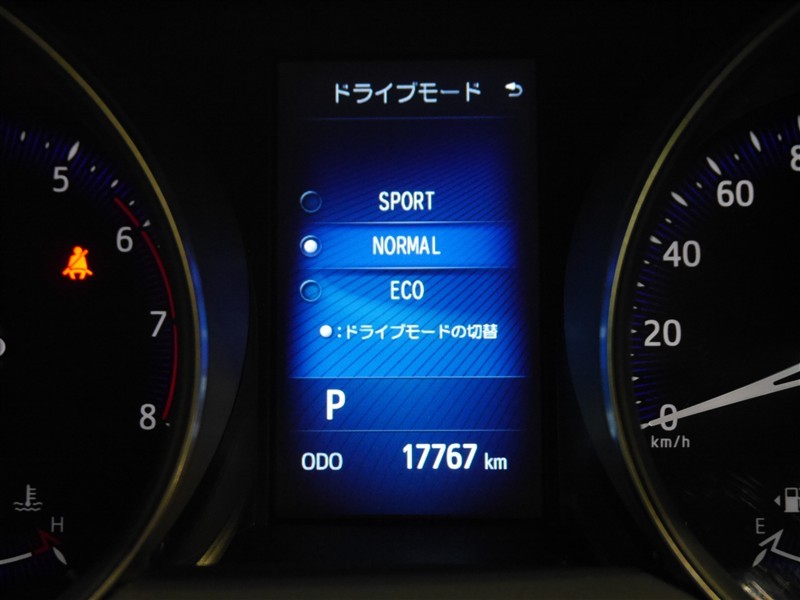 ドライブモード
SPORT
NORMAL
ECO
:ドライブモードの切替
P
ODO 17767 km
5
6
7
8
H
60
40
20
0
km/h
E